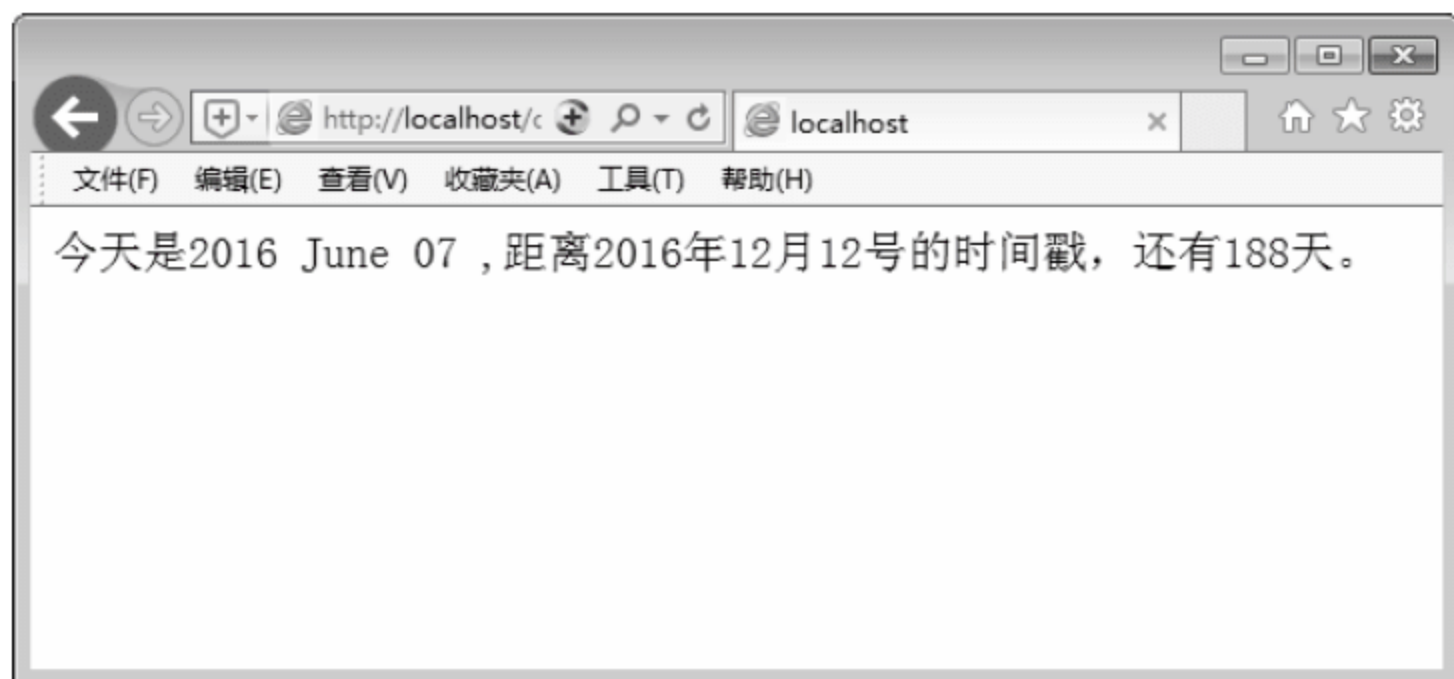 http://localhost/c
localhost
文件(F) 编辑(E) 查看(V) 收藏夹(A) 工具(T) 帮助(H)
今天是2016 June 07 ,距离2016年12月12号的时间戳，还有188天。